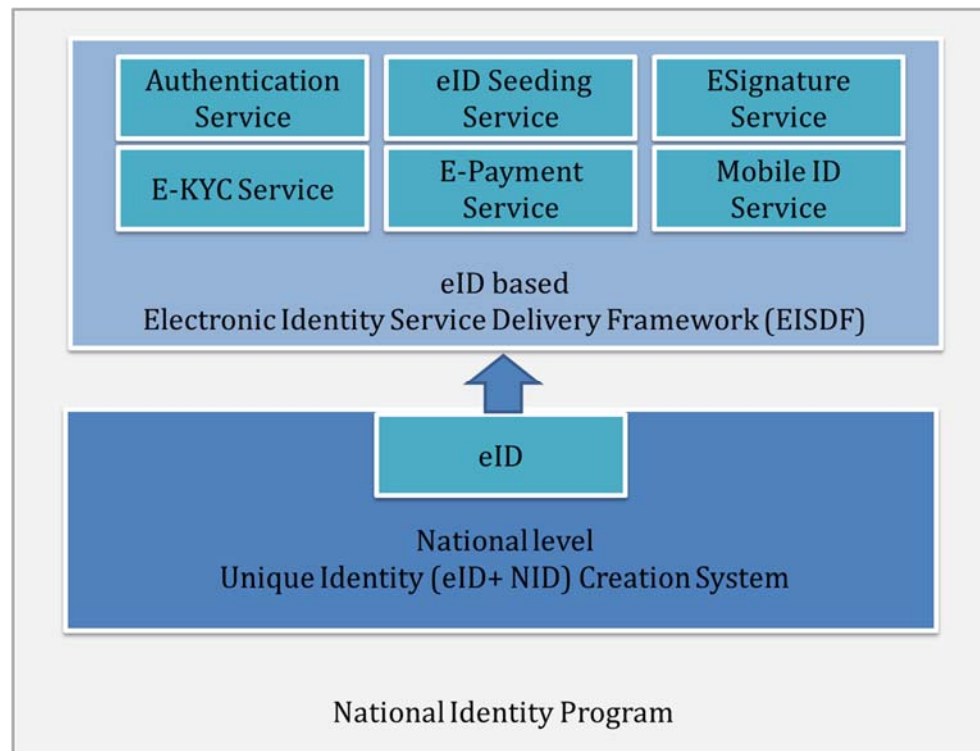 Authentication
Service
eID Seeding
Service
ESignature
Service
E-KYC Service
E-Payment
Service
Mobile ID
Service
eID based
Electronic Identity Service Delivery Framework (EISDF)
eID
National level
Unique Identity (eID+ NID) Creation System
National Identity Program